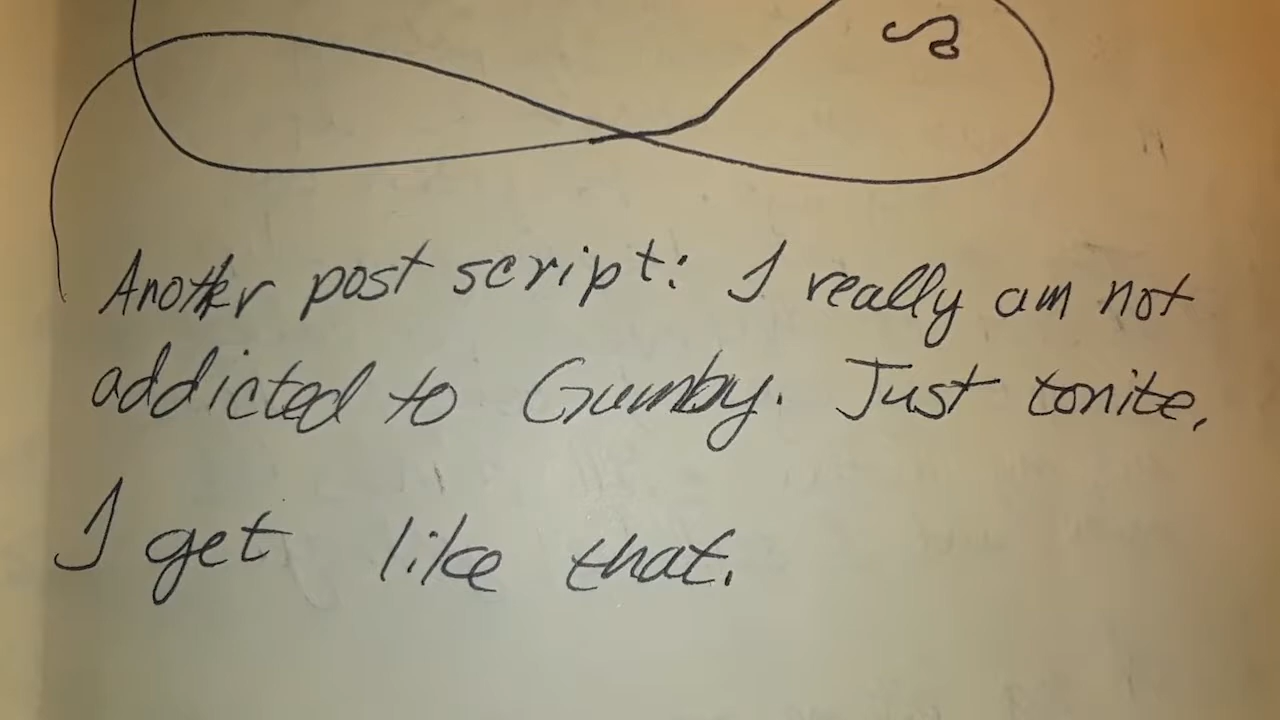 Another post script: I really am not
addicted to Gumby. Just tonite.
I get like that.